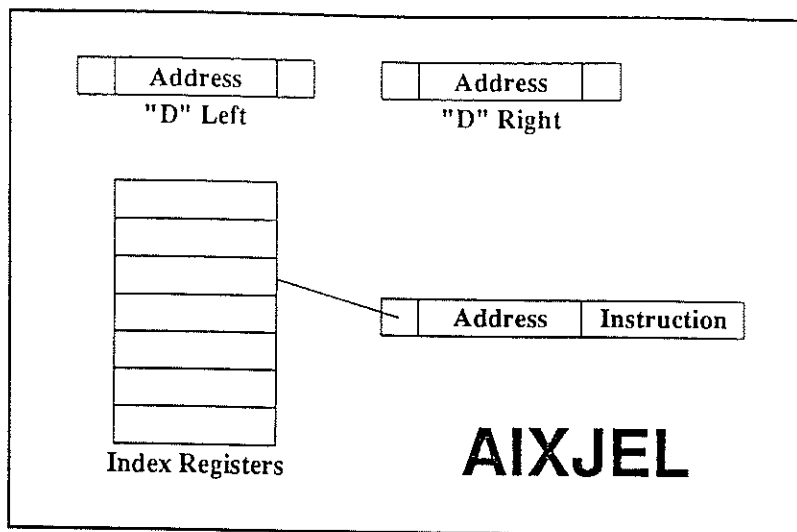 Address
"D" Left
Address
"D" Right
Address
Instruction
Index Registers
AIXJEL